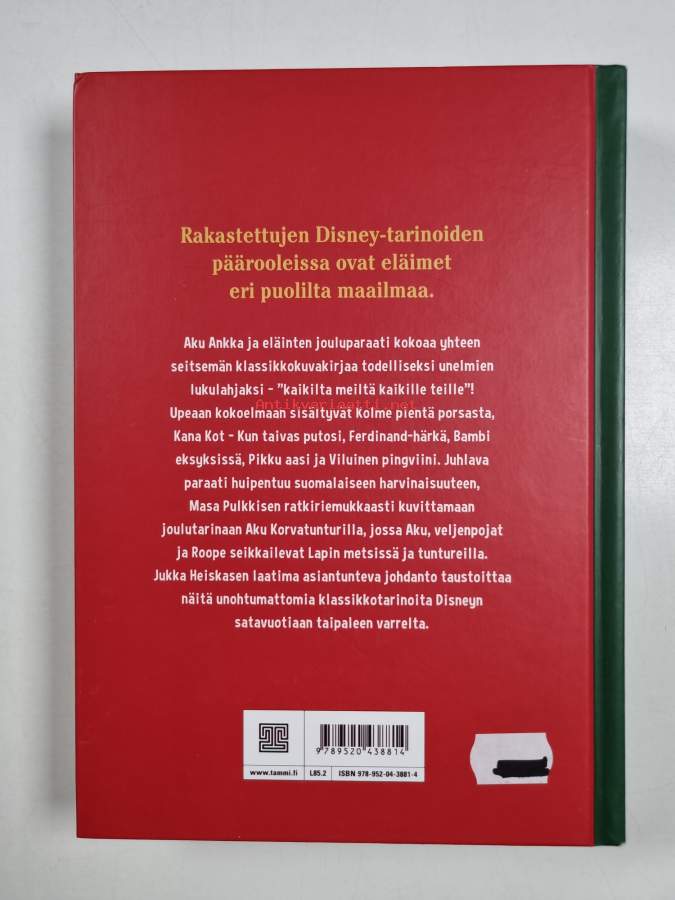 Rakastettujen Disney-tarinoiden
päärooleissa ovat eläimet
eri puolilta maailmaa.
Aku Ankka ja eläinten jouluparaati kokoaa yhteen
seitsemän klassikkokuvakirjaa todelliseksi unelmien
lukulahjaksi – ”kaikilta meiltä kaikille teille”!
Antikvariaatti.net
Upeaan kokoelmaan sisältyvät Kolme pientä porsasta,
Kana Kot – Kun taivas putosi, Ferdinand-härkä, Bambi
eksyksissä, Pikku aasi ja Viluinen pingviini. Juhlava
paraati huipentuu suomalaiseen harvinaisuuteen,
Masa Pulkkisen ratkiriemukkaasti kuvittamaan
joulutarinaan Aku Korvatunturilla, jossa Aku, veljenpojat
ja Roope seikkailevat Lapin metsissä ja tuntureilla.
Jukka Heiskasen laatima asiantunteva johdanto taustoittaa
näitä unohtumattomia klassikkotarinoita Disneyn
satavuotiaan taipaleen varrelta.
9 789520 438814
www.tammi.fi L85.2 ISBN 978-952-04-3881-4